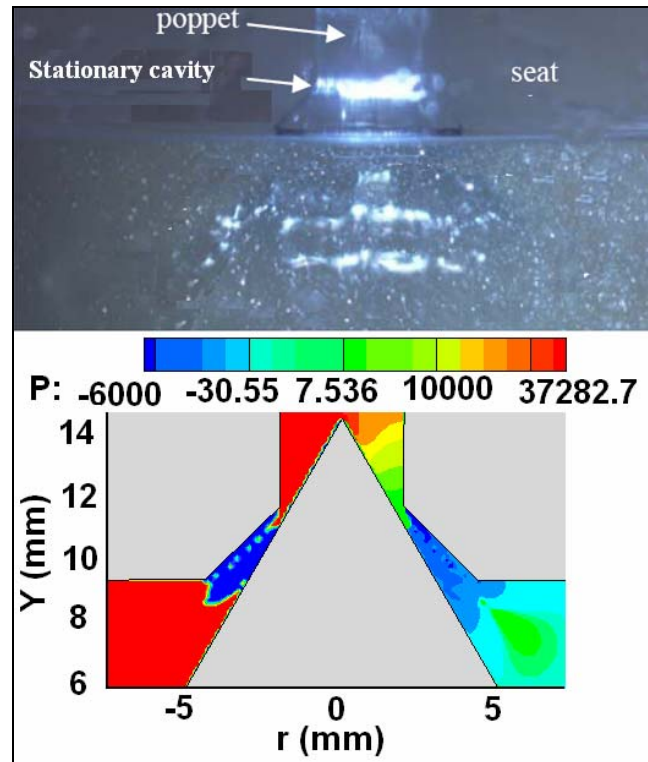 poppet
Stationary cavity
seat
P: -6000 -30.55 7.536 10000 37282.7
14
12
10
8
6
Y (mm)
-5 0 5
r (mm)